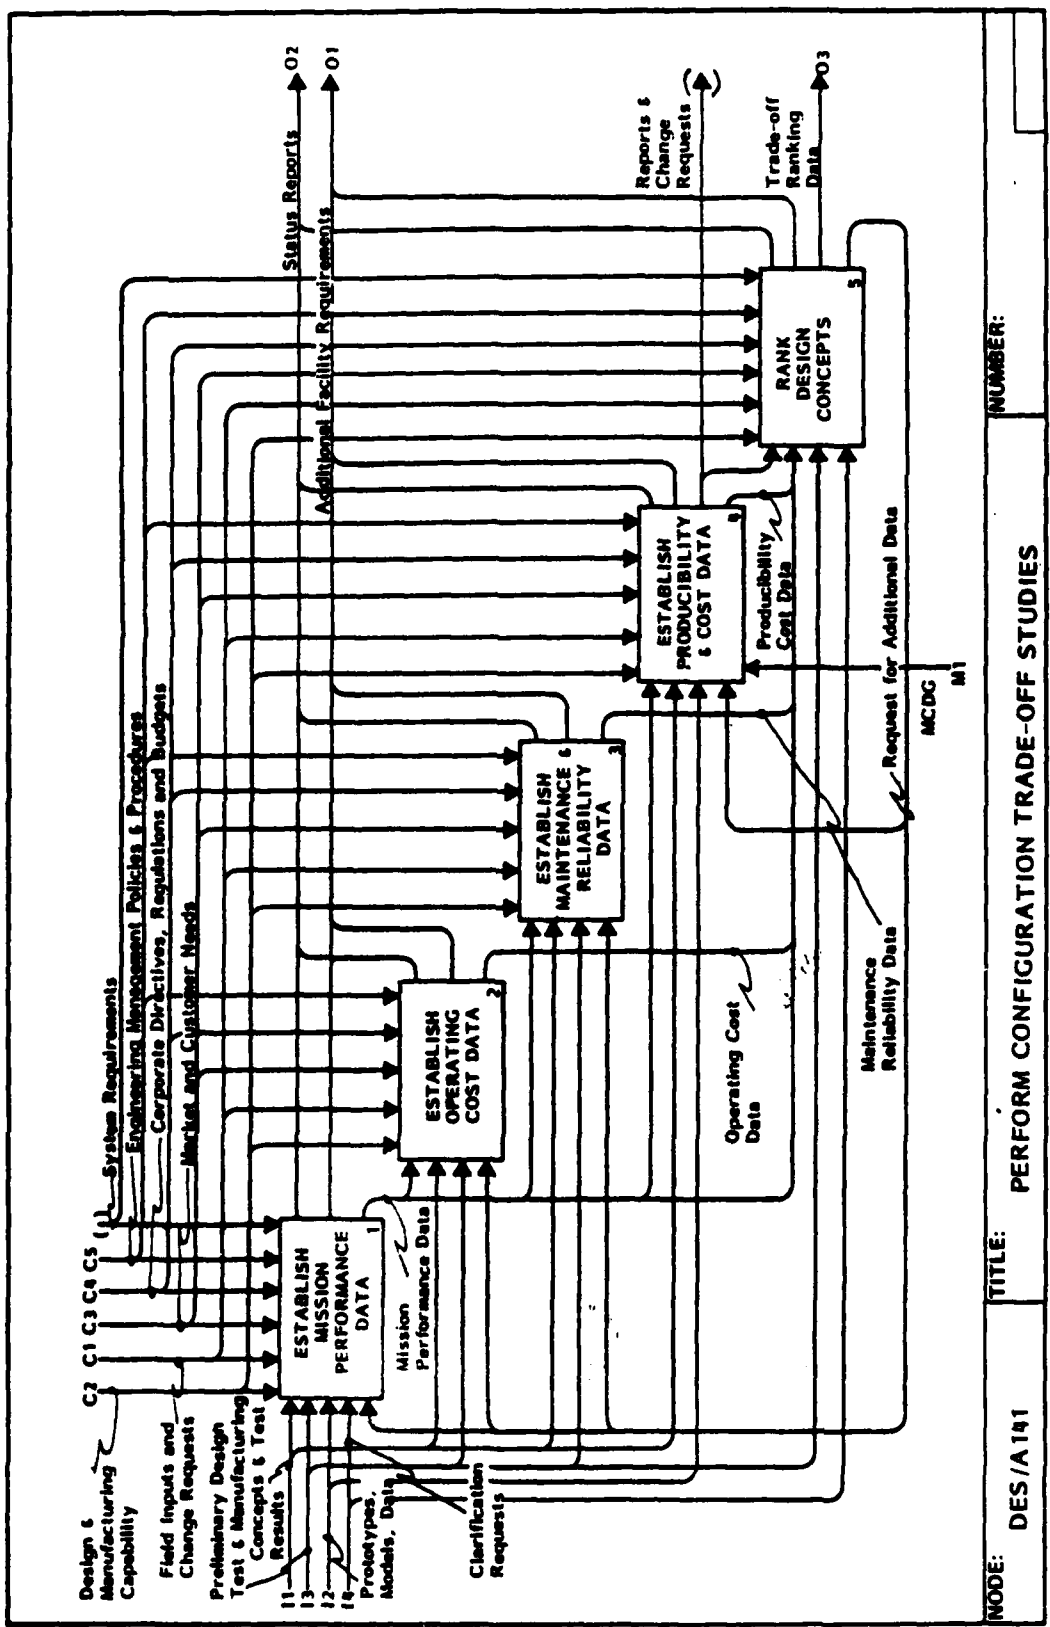 C2
C1
C3
C4
C5
( )
Design &
Manufacturing
Capability
Field Inputs and
Change Requests
System Requirements
Engineering Management Policies & Procedures
Corporate Directives, Regulations and Budgets
Market and Customer Needs
Preliminary Design
Test & Manufacturing
Concepts & Test
Results
I1
I3
I2
I4
Prototypes,
Models, Data
Clarification
Requests
ESTABLISH
MISSION
PERFORMANCE
DATA
1
Mission
Performance Data
ESTABLISH
OPERATING
COST DATA
2
Operating Cost
Data
ESTABLISH
MAINTENANCE &
RELIABILITY
DATA
3
Maintenance
Reliability Data
ESTABLISH
PRODUCIBILITY
& COST DATA
4
Producibility
Cost Data
RANK
DESIGN
CONCEPTS
5
Request for Additional Data
MCDG
M1
Status Reports
O2
Additional Facility Requirements
O1
Reports &
Change
Requests
( )
Trade-off
Ranking
Data
O3
NODE:
DES/A141
TITLE:
PERFORM CONFIGURATION TRADE-OFF STUDIES
NUMBER: